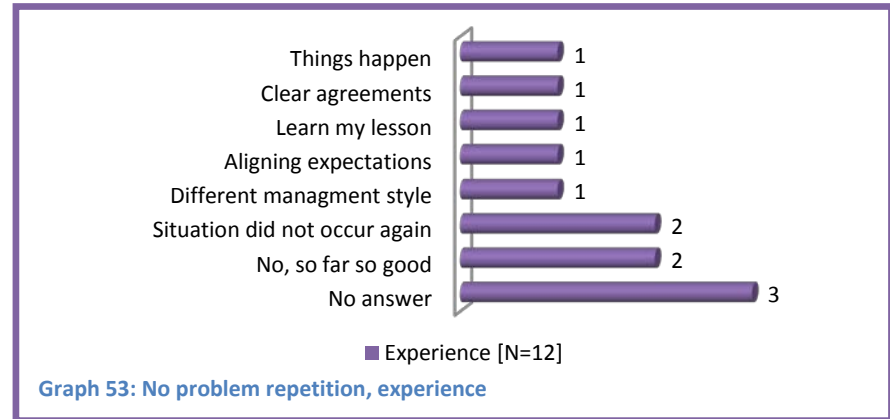 Things happen 1
Clear agreements 1
Learn my lesson 1
Aligning expectations 1
Different managment style 1
Situation did not occur again 2
No, so far so good 2
No answer 3
Experience [N=12]
Graph 53: No problem repetition, experience